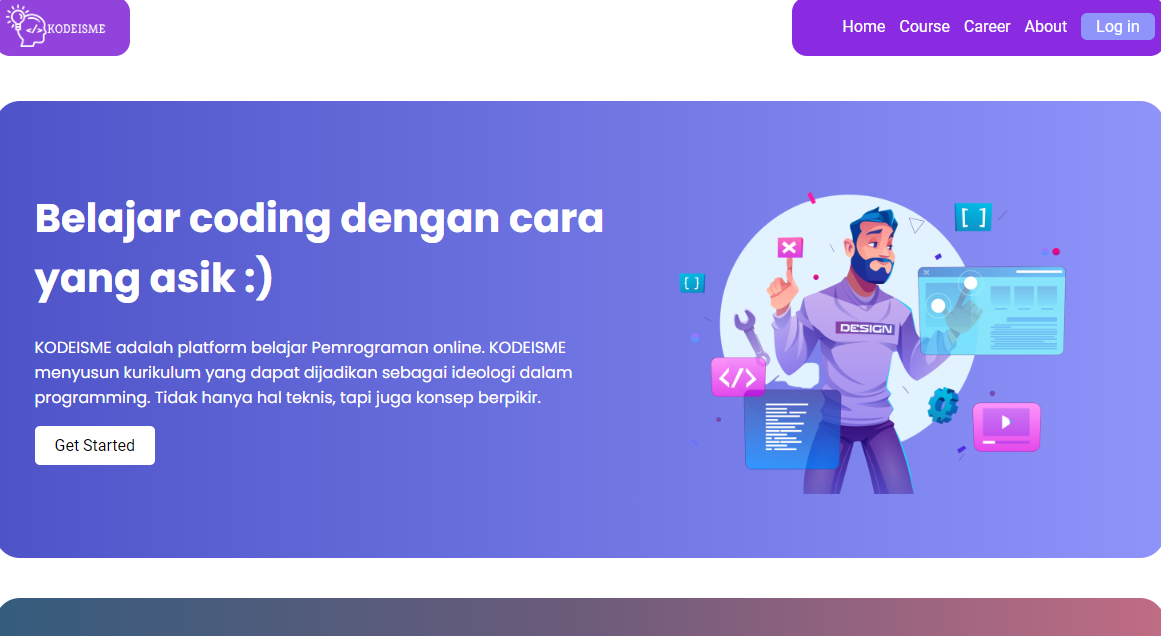 KODEISME
Home Course Career About Log in
Belajar coding dengan cara
yang asik :)
KODEISME adalah platform belajar Pemrograman online. KODEISME
menyusun kurikulum yang dapat dijadikan sebagai ideologi dalam
programming. Tidak hanya hal teknis, tapi juga konsep berpikir.
Get Started
[ ]
{ }
DESIGN
</>